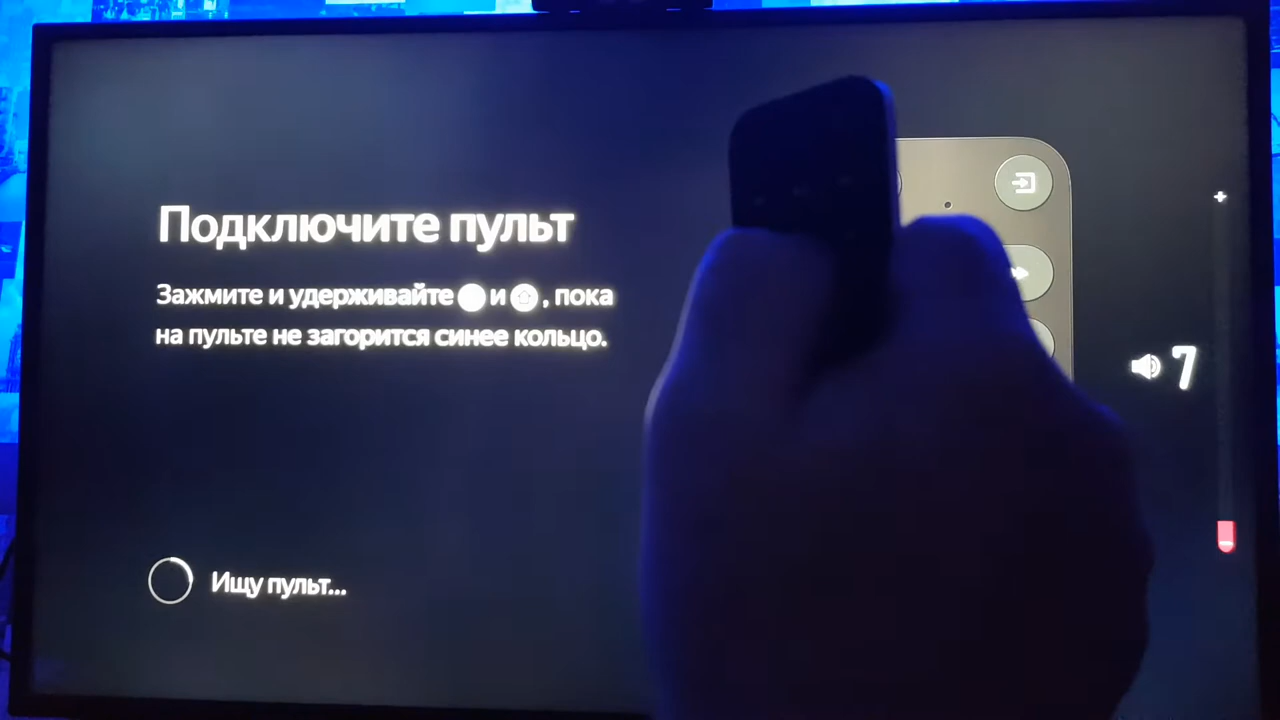 Подключите пульт
Зажмите и удерживайте и , пока
на пульте не загорится синее кольцо.
7
Ищу пульт...